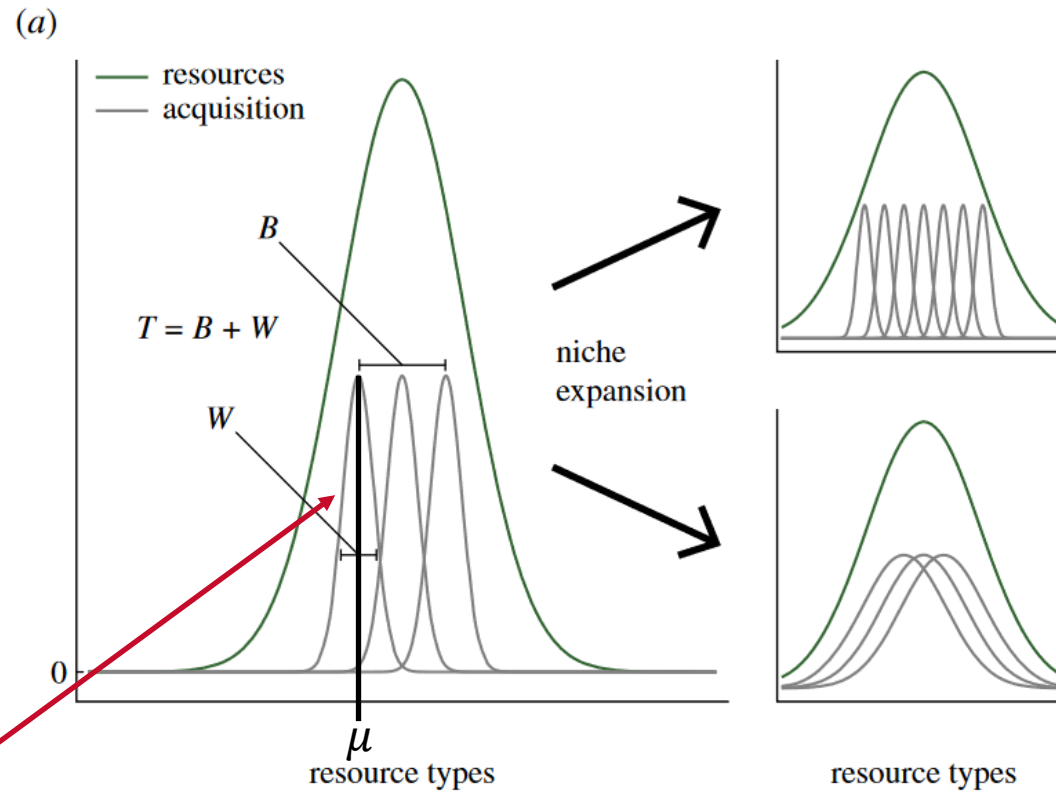 (a)
resources
acquisition
B
T = B + W
W
niche
expansion
0
μ
resource types
resource types